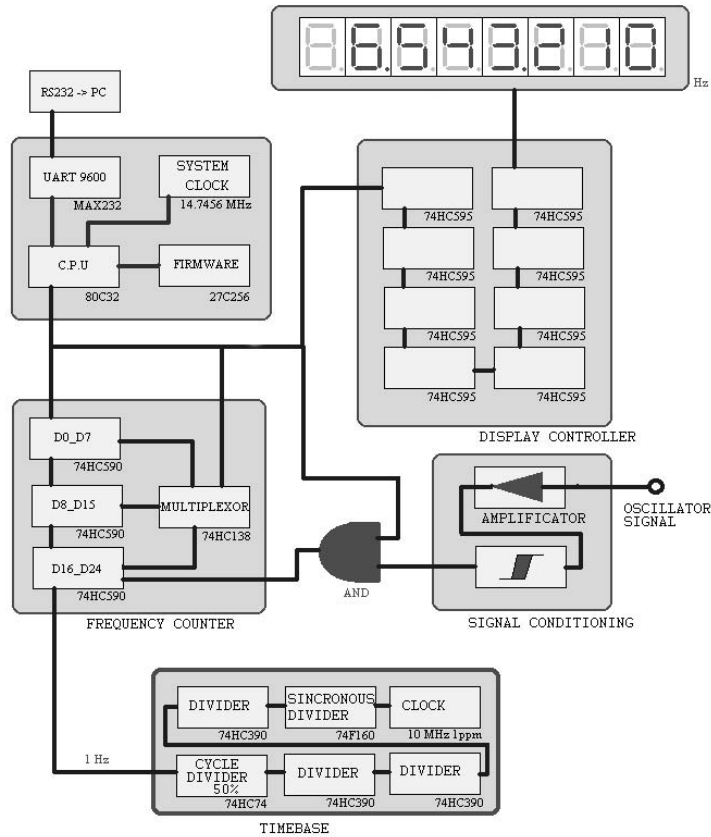 6.543.210
Hz
RS232 -> PC
UART 9600
MAX232
SYSTEM
CLOCK
14.7456 MHz
C.P.U
80C32
FIRMWARE
27C256
74HC595
74HC595
74HC595
74HC595
74HC595
74HC595
74HC595
74HC595
DISPLAY CONTROLLER
D0_D7
74HC590
D8_D15
74HC590
D16_D24
74HC590
MULTIPLEXOR
74HC138
FREQUENCY COUNTER
AND
AMPLIFICATOR
OSCILLATOR
SIGNAL
SIGNAL CONDITIONING
DIVIDER
74HC390
SINCRONOUS
DIVIDER
74F160
CLOCK
10 MHz 1ppm
1 Hz
CYCLE
DIVIDER
50%
74HC74
DIVIDER
74HC390
DIVIDER
74HC390
TIMEBASE